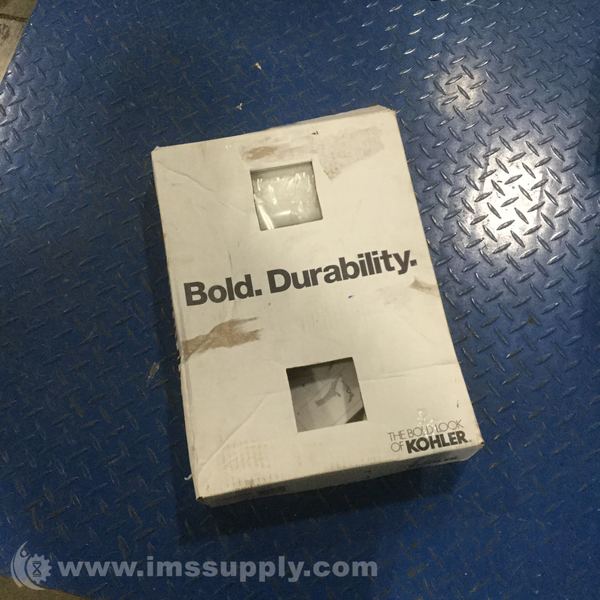 Bold. Durability.
THE BOLD LOOK
OF KOHLER
www.imssupply.com